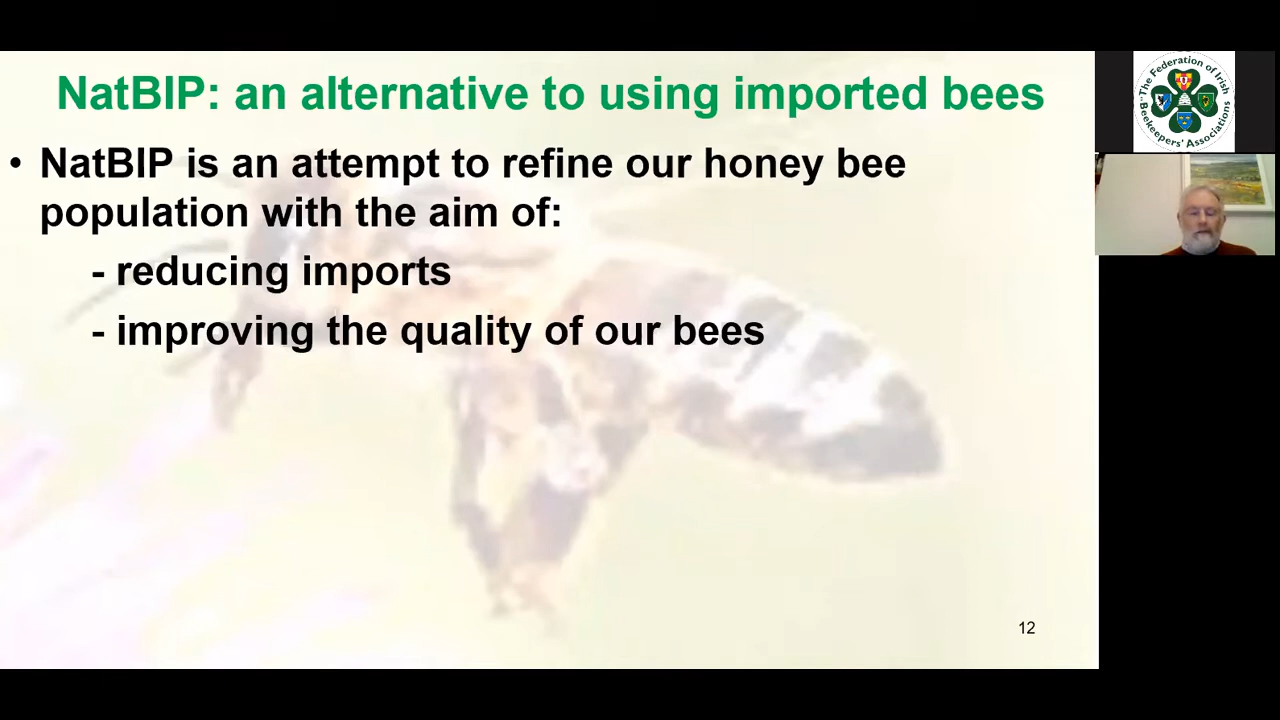 NatBIP: an alternative to using imported bees
• NatBIP is an attempt to refine our honey bee
population with the aim of:
- reducing imports
- improving the quality of our bees
12
The Federation of Irish
Beekeepers' Associations